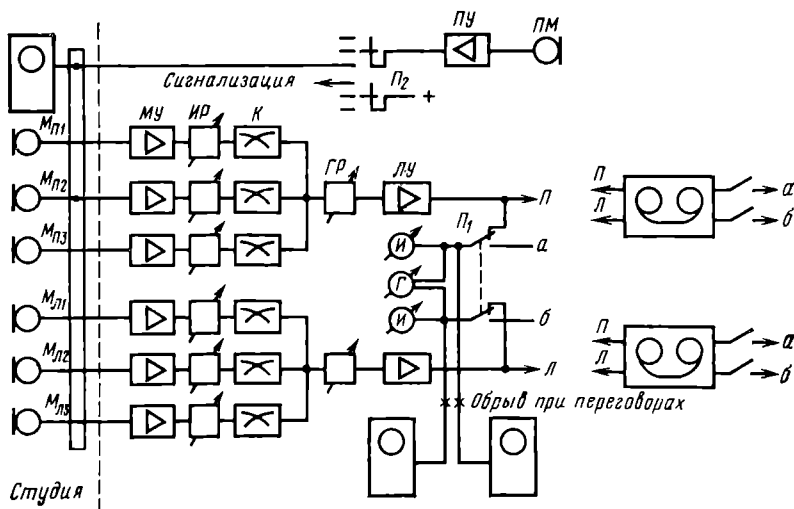 ПУ ПМ
Сигнализация П2 +
МП1 МУ ИР К
МП2 ГР ЛУ П П а
Л б
МП3 И П1 а
Г
МЛ1 И б
МЛ2 Л П а
Л б
МЛ3 Обрыв при переговорах
Студия